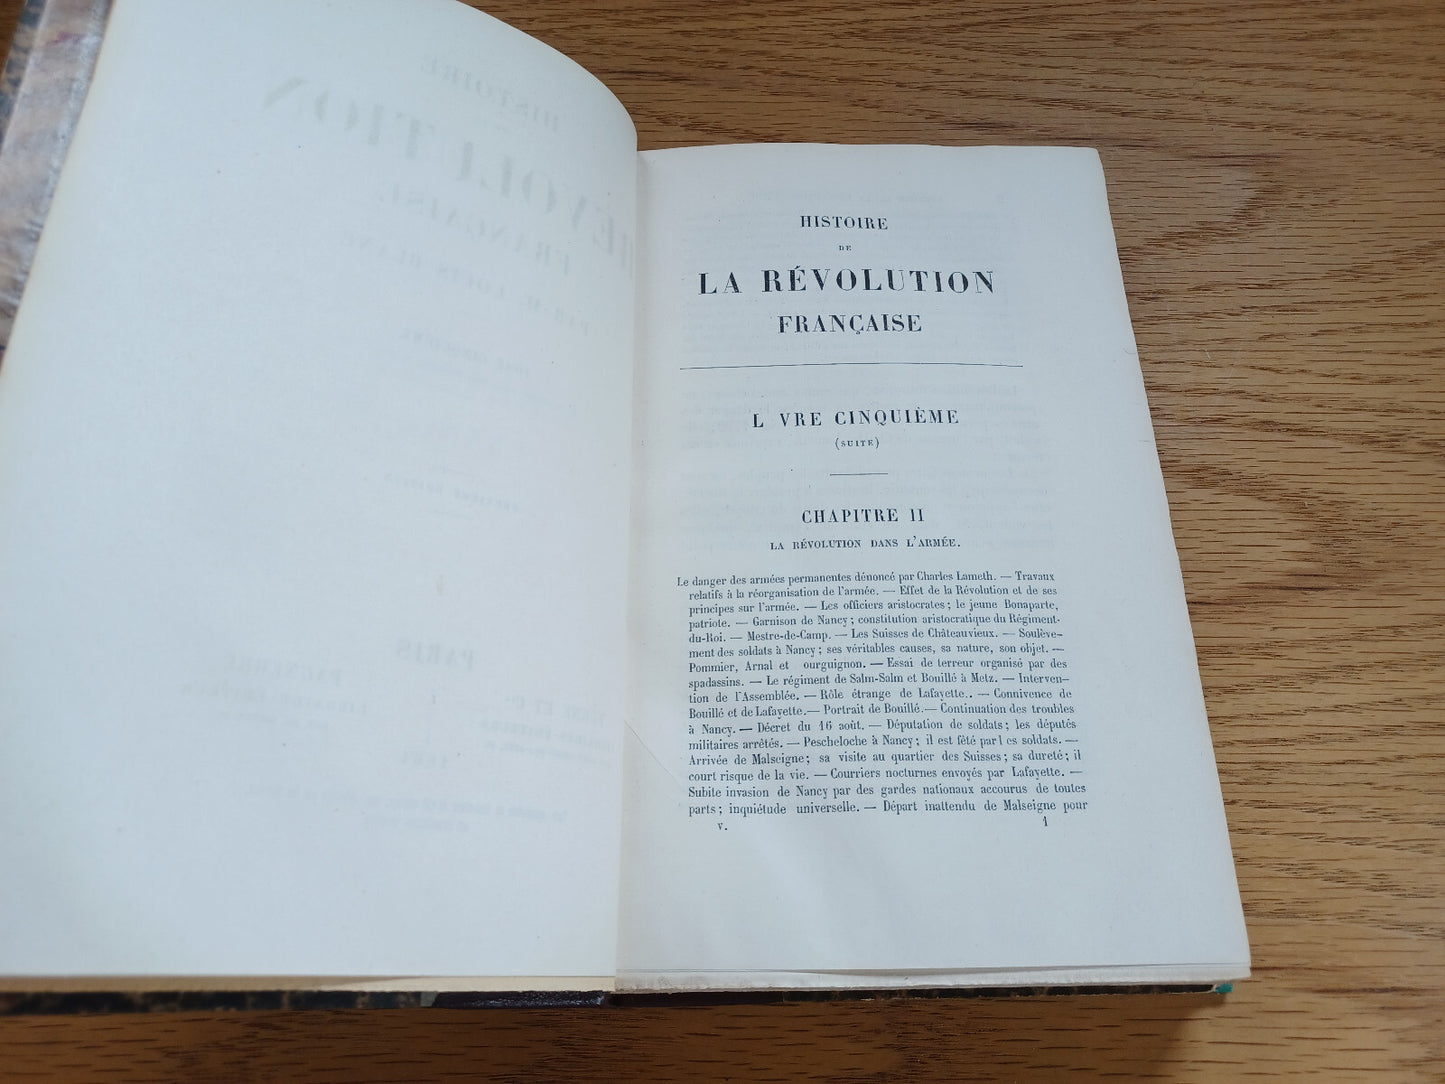 HISTOIRE
DE
LA RÉVOLUTION
FRANÇAISE
L VRE CINQUIÈME
(SUITE)
CHAPITRE II
LA RÉVOLUTION DANS L'ARMÉE.
Le danger des armées permanentes dénoncé par Charles Lameth. — Travaux
relatifs à la réorganisation de l'armée. — Effet de la Révolution et de ses
principes sur l'armée. — Les officiers aristocrates; le jeune Bonaparte,
patriote. — Garnison de Nancy; constitution aristocratique du Régiment-
du-Roi. — Mestre-de-Camp. — Les Suisses de Châteauvieux. — Soulève-
ment des soldats à Nancy; ses véritables causes, sa nature, son objet. —
Pommier, Arnal et ourguignon. — Essai de terreur organisé par des
spadassins. — Le régiment de Salm-Salm et Bouillé à Metz. — Interven-
tion de l'Assemblée. — Rôle étrange de Lafayette.. — Connivence de
Bouillé et de Lafayette.— Portrait de Bouillé.— Continuation des troubles
à Nancy. — Décret du 16 août. — Députation de soldats; les députés
militaires arrêtés. — Pescheloche à Nancy; il est fêté par l es soldats. —
Arrivée de Malseigne; sa visite au quartier des Suisses; sa dureté; il
court risque de la vie. — Courriers nocturnes envoyés par Lafayette. —
Subite invasion de Nancy par des gardes nationaux accourus de toutes
parts; inquiétude universelle. — Départ inattendu de Malseigne pour
V. 1